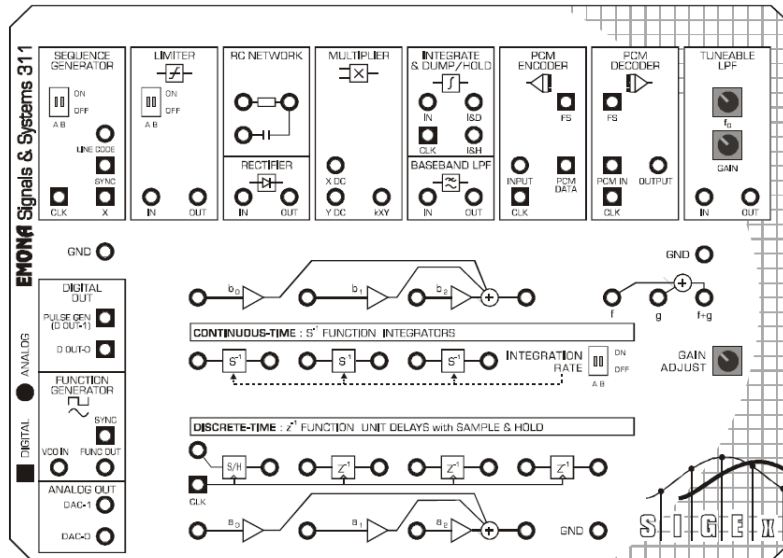 EMONA Signals & Systems 311
SEQUENCE
GENERATOR
ON
OFF
A B
LINE CODE
SYNC
CLK
X
LIMITER
ON
OFF
A B
IN
OUT
RC NETWORK
RECTIFIER
IN
OUT
MULTIPLIER
X DC
Y DC
kXY
INTEGRATE
& DUMP/HOLD
IN
I&D
CLK
I&H
BASEBAND LPF
IN
OUT
PCM
ENCODER
FS
INPUT
PCM
DATA
CLK
PCM
DECODER
FS
PCM IN
OUTPUT
CLK
TUNEABLE
LPF
f0
GAIN
IN
OUT
GND
GND
DIGITAL
OUT
PULSE GEN
(D OUT-1)
D OUT-0
b0
b1
b2
+
+
f
g
f+g
CONTINUOUS-TIME : S-1 FUNCTION INTEGRATORS
S-1
S-1
S-1
INTEGRATION
RATE
ON
OFF
A B
GAIN
ADJUST
DIGITAL
ANALOG
FUNCTION
GENERATOR
SYNC
VCO IN
FUNC OUT
DISCRETE-TIME : z-1 FUNCTION UNIT DELAYS with SAMPLE & HOLD
S/H
Z-1
Z-1
Z-1
CLK
ANALOG OUT
DAC-1
DAC-0
a0
a1
a2
+
GND
SIGEx